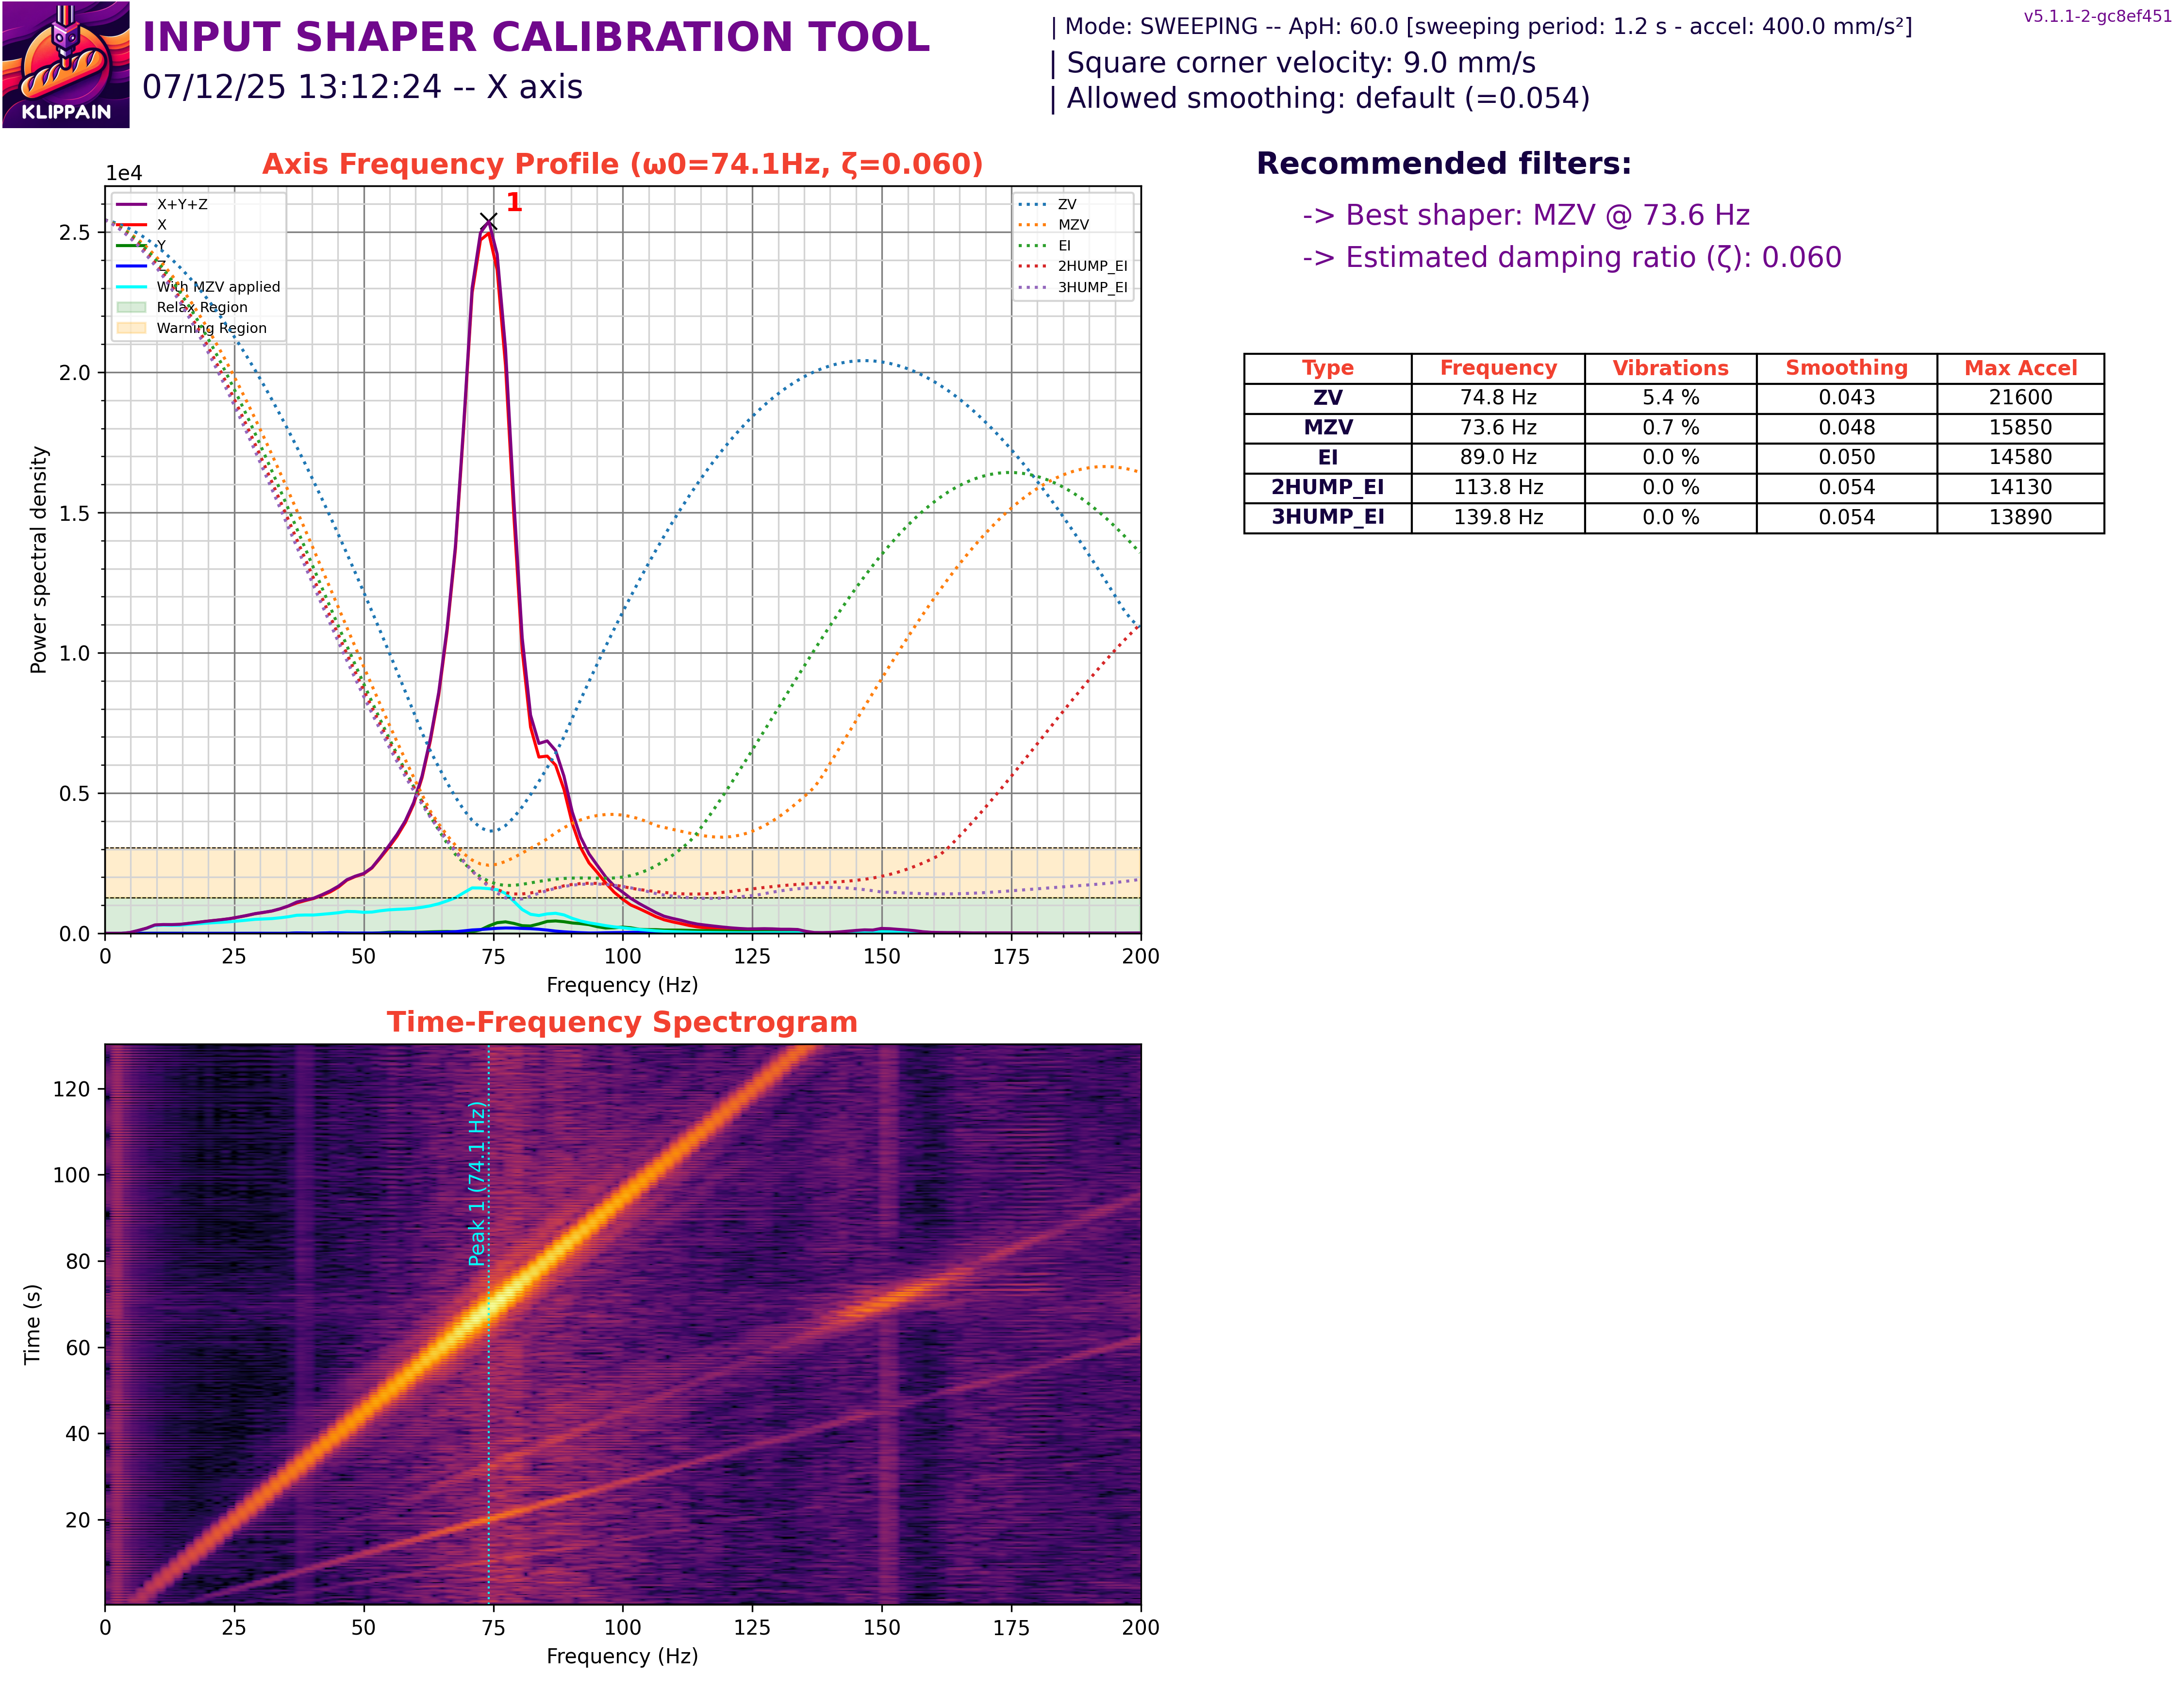 KLIPPAIN
INPUT SHAPER CALIBRATION TOOL
07/12/25 13:12:24 -- X axis
| Mode: SWEEPING -- ApH: 60.0 [sweeping period: 1.2 s - accel: 400.0 mm/s²]
| Square corner velocity: 9.0 mm/s
| Allowed smoothing: default (=0.054)
v5.1.1-2-gc8ef451
Axis Frequency Profile (ω0=74.1Hz, ζ=0.060)
1e4
X+Y+Z
X
Y
Z
With MZV applied
Relax Region
Warning Region
1
ZV
MZV
EI
2HUMP_EI
3HUMP_EI
Power spectral density
2.5
2.0
1.5
1.0
0.5
0.0
0 25 50 75 100 125 150 175 200
Frequency (Hz)
Recommended filters:
-> Best shaper: MZV @ 73.6 Hz
-> Estimated damping ratio (ζ): 0.060
Type Frequency Vibrations Smoothing Max Accel
ZV 74.8 Hz 5.4 % 0.043 21600
MZV 73.6 Hz 0.7 % 0.048 15850
EI 89.0 Hz 0.0 % 0.050 14580
2HUMP_EI 113.8 Hz 0.0 % 0.054 14130
3HUMP_EI 139.8 Hz 0.0 % 0.054 13890
Time-Frequency Spectrogram
Time (s)
120
100
80
60
40
20
Peak 1 (74.1 Hz)
0 25 50 75 100 125 150 175 200
Frequency (Hz)